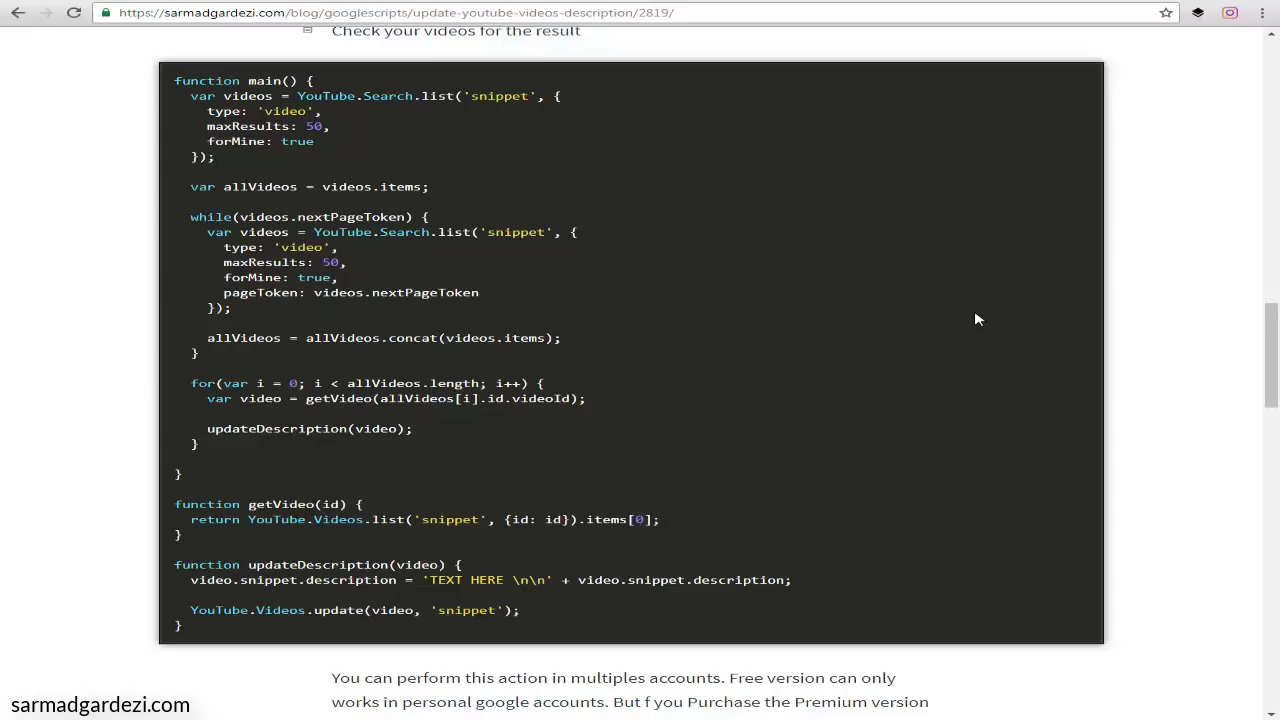 https://sarmadgardezi.com/blog/googlescripts/update-youtube-videos-description/2819/
Check your videos for the result
function main() {
var videos = YouTube.Search.list('snippet', {
type: 'video',
maxResults: 50,
forMine: true
});
var allVideos = videos.items;
while(videos.nextPageToken) {
var videos = YouTube.Search.list('snippet', {
type: 'video',
maxResults: 50,
forMine: true,
pageToken: videos.nextPageToken
});
allVideos = allVideos.concat(videos.items);
}
for(var i = 0; i < allVideos.length; i++) {
var video = getVideo(allVideos[i].id.videoId);
updateDescription(video);
}
}
function getVideo(id) {
return YouTube.Videos.list('snippet', {id: id}).items[0];
}
function updateDescription(video) {
video.snippet.description = 'TEXT HERE \n\n' + video.snippet.description;
YouTube.Videos.update(video, 'snippet');
}
You can perform this action in multiples accounts. Free version can only
works in personal google accounts. But f you Purchase the Premium version
sarmadgardezi.com